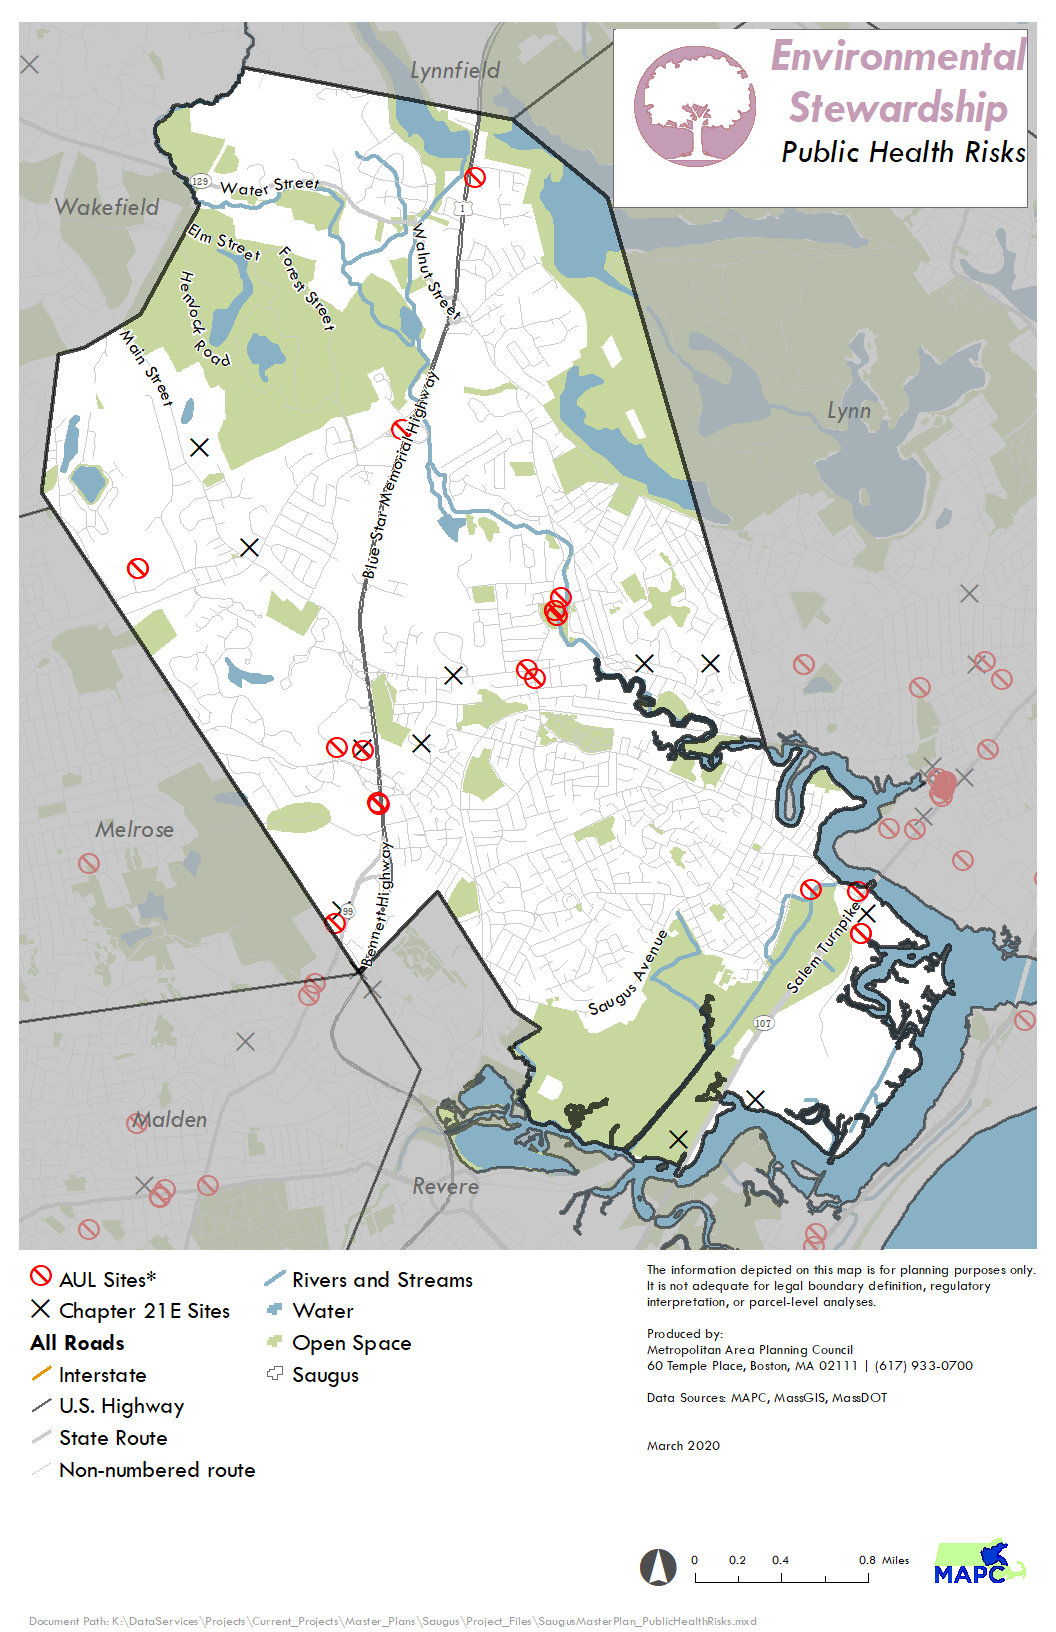 Environmental
Stewardship
Public Health Risks
Lynnfield
Wakefield
129
Water Street
1
Elm Street
Forest Street
Walnut Street
Hemlock Road
Main Street
Lynn
Blue Star Memorial Highway
Melrose
Bennett Highway
99
Salem Turnpike
Saugus Avenue
107
Malden
Revere
AUL Sites*
Chapter 21E Sites
All Roads
Interstate
U.S. Highway
State Route
Non-numbered route
Rivers and Streams
Water
Open Space
Saugus
The information depicted on this map is for planning purposes only.
It is not adequate for legal boundary definition, regulatory
interpretation, or parcel-level analyses.
Produced by:
Metropolitan Area Planning Council
60 Temple Place, Boston, MA 02111 | (617) 933-0700
Data Sources: MAPC, MassGIS, MassDOT
March 2020
0 0.2 0.4 0.8 Miles
MAPC
Document Path: K:\DataServices\Projects\Current_Projects\Master_Plans\Saugus\Project_Files\SaugusMasterPlan_PublicHealthRisks.mxd